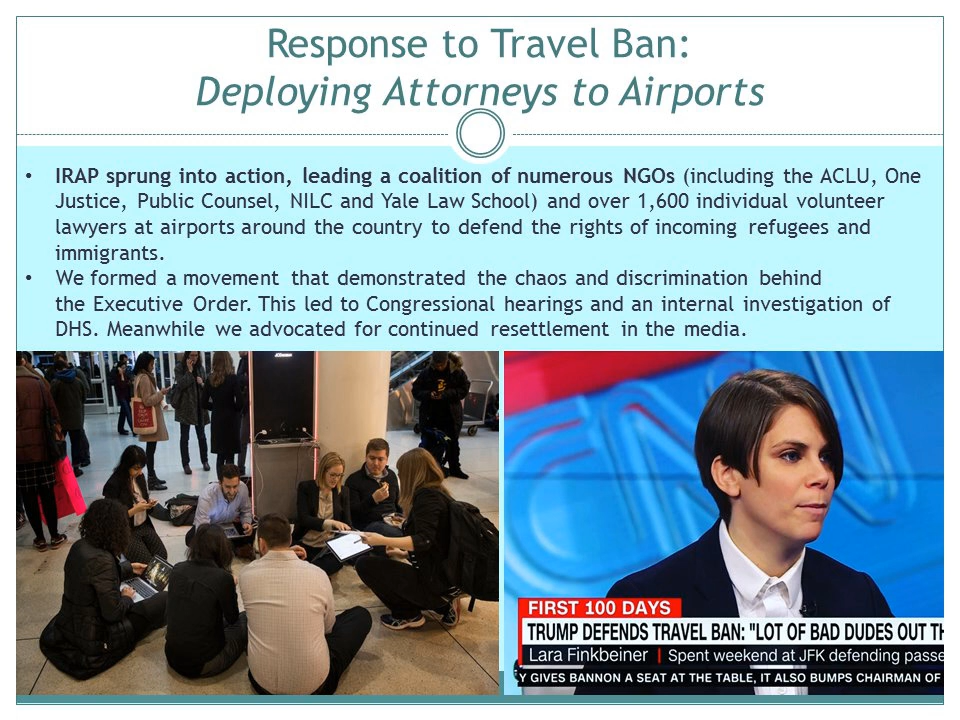 Response to Travel Ban:
Deploying Attorneys to Airports
• IRAP sprung into action, leading a coalition of numerous NGOs (including the ACLU, One
Justice, Public Counsel, NILC and Yale Law School) and over 1,600 individual volunteer
lawyers at airports around the country to defend the rights of incoming refugees and
immigrants.
• We formed a movement that demonstrated the chaos and discrimination behind
the Executive Order. This led to Congressional hearings and an internal investigation of
DHS. Meanwhile we advocated for continued resettlement in the media.
CNN
FIRST 100 DAYS
TRUMP DEFENDS TRAVEL BAN: "LOT OF BAD DUDES OUT TH
Lara Finkbeiner | Spent weekend at JFK defending passe
Y GIVES BANNON A SEAT AT THE TABLE, IT ALSO BUMPS CHAIRMAN OF